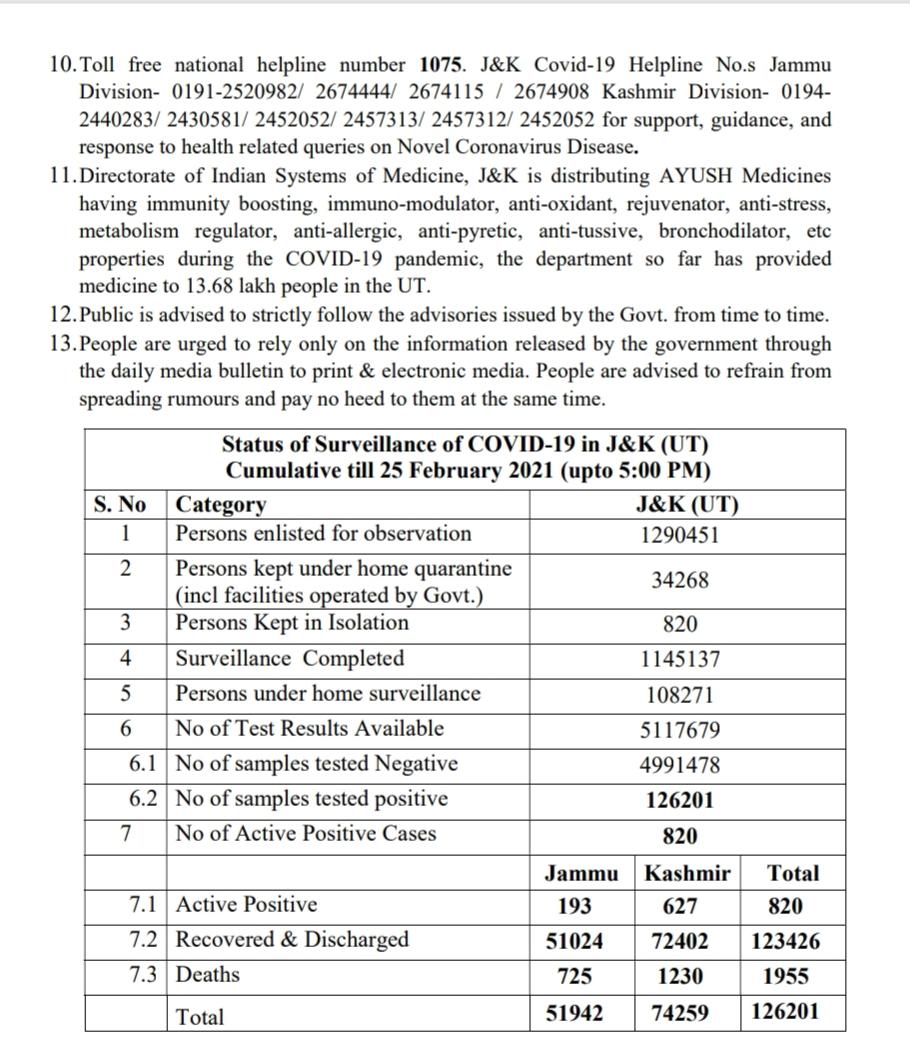 10.Toll free national helpline number 1075. J&K Covid-19 Helpline No.s Jammu
Division- 0191-2520982/ 2674444/ 2674115 / 2674908 Kashmir Division- 0194-
2440283/ 2430581/ 2452052/ 2457313/ 2457312/ 2452052 for support, guidance, and
response to health related queries on Novel Coronavirus Disease.
11.Directorate of Indian Systems of Medicine, J&K is distributing AYUSH Medicines
having immunity boosting, immuno-modulator, anti-oxidant, rejuvenator, anti-stress,
metabolism regulator, anti-allergic, anti-pyretic, anti-tussive, bronchodilator, etc
properties during the COVID-19 pandemic, the department so far has provided
medicine to 13.68 lakh people in the UT.
12.Public is advised to strictly follow the advisories issued by the Govt. from time to time.
13.People are urged to rely only on the information released by the government through
the daily media bulletin to print & electronic media. People are advised to refrain from
spreading rumours and pay no heed to them at the same time.
Status of Surveillance of COVID-19 in J&K (UT)
Cumulative till 25 February 2021 (upto 5:00 PM)
S. No Category J&K (UT)
1 Persons enlisted for observation 1290451
2 Persons kept under home quarantine
(incl facilities operated by Govt.) 34268
3 Persons Kept in Isolation 820
4 Surveillance Completed 1145137
5 Persons under home surveillance 108271
6 No of Test Results Available 5117679
6.1 No of samples tested Negative 4991478
6.2 No of samples tested positive 126201
7 No of Active Positive Cases 820
Jammu Kashmir Total
7.1 Active Positive 193 627 820
7.2 Recovered & Discharged 51024 72402 123426
7.3 Deaths 725 1230 1955
Total 51942 74259 126201